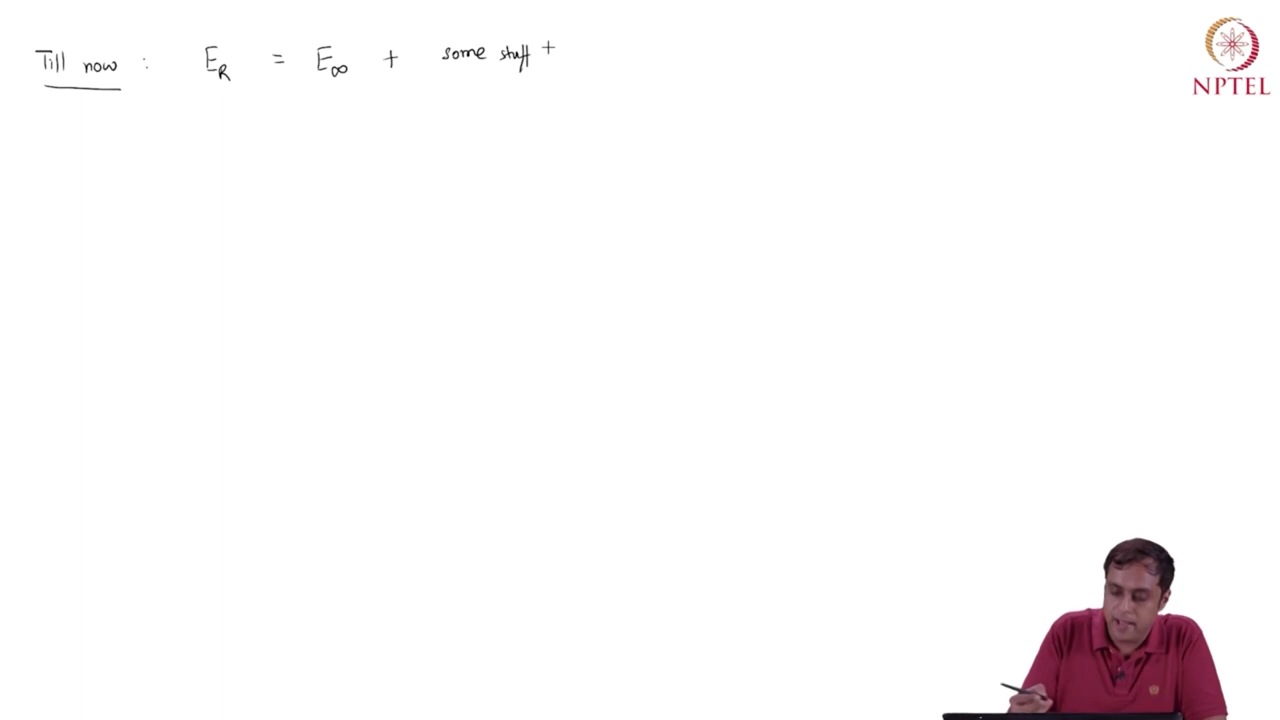 Till now : E_R = E_∞ + some stuff +
NPTEL